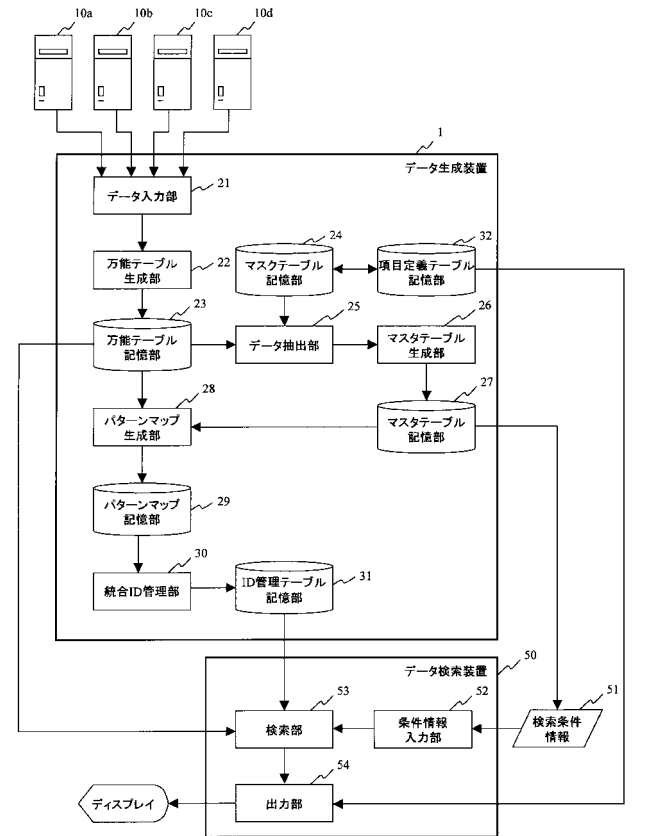 10a
10b
10c
10d
1
データ生成装置
21
データ入力部
22
万能テーブル
生成部
24
マスクテーブル
記憶部
32
項目定義テーブル
記憶部
23
万能テーブル
記憶部
25
データ抽出部
26
マスタテーブル
生成部
28
パターンマップ
生成部
27
マスタテーブル
記憶部
29
パターンマップ
記憶部
30
統合ID管理部
31
ID管理テーブル
記憶部
50
データ検索装置
53
検索部
52
条件情報
入力部
51
検索条件
情報
54
出力部
ディスプレイ